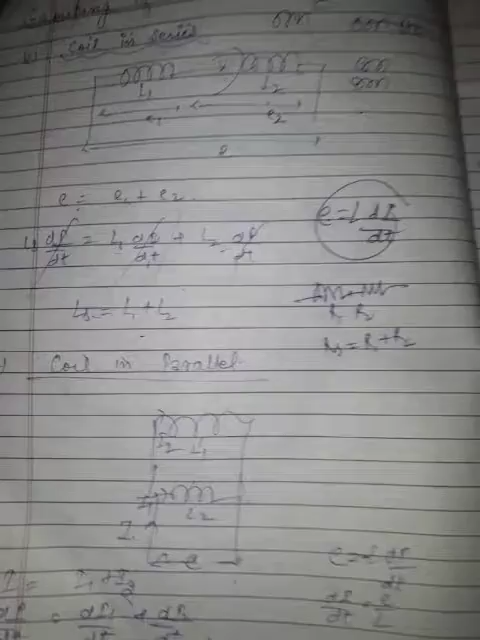 Coil in series
L₁ L₂
e₁ e₂
e
e = e₁ + e₂
e = L dI/dt
L dI/dt = L₁ dI/dt + L₂ dI/dt
Ls = L₁ + L₂
R₁ R₂
Rs = R₁ + R₂
Coil in Parallel
I₂ L₁
I₁ L₂
I
e
e = L dI/dt
I = I₁ + I₂
dI/dt = e/L
dI/dt = dI₁/dt + dI₂